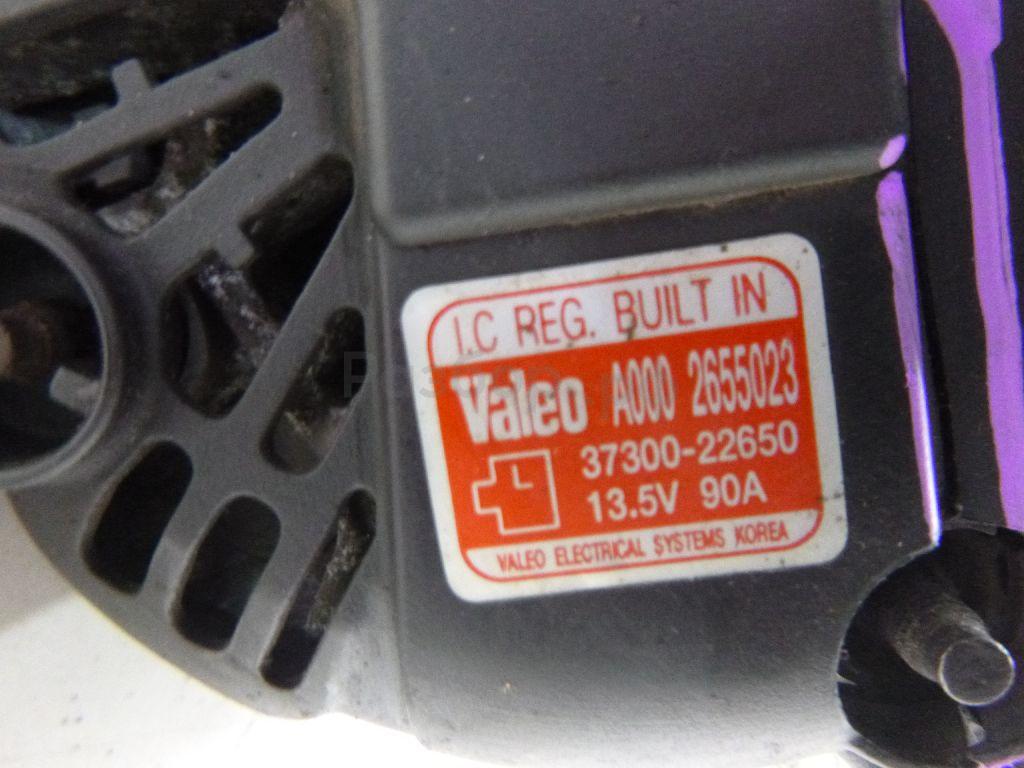 I.C REG. BUILT IN
Valeo A000 2655023
37300-22650
13.5V 90A
VALEO ELECTRICAL SYSTEMS KOREA